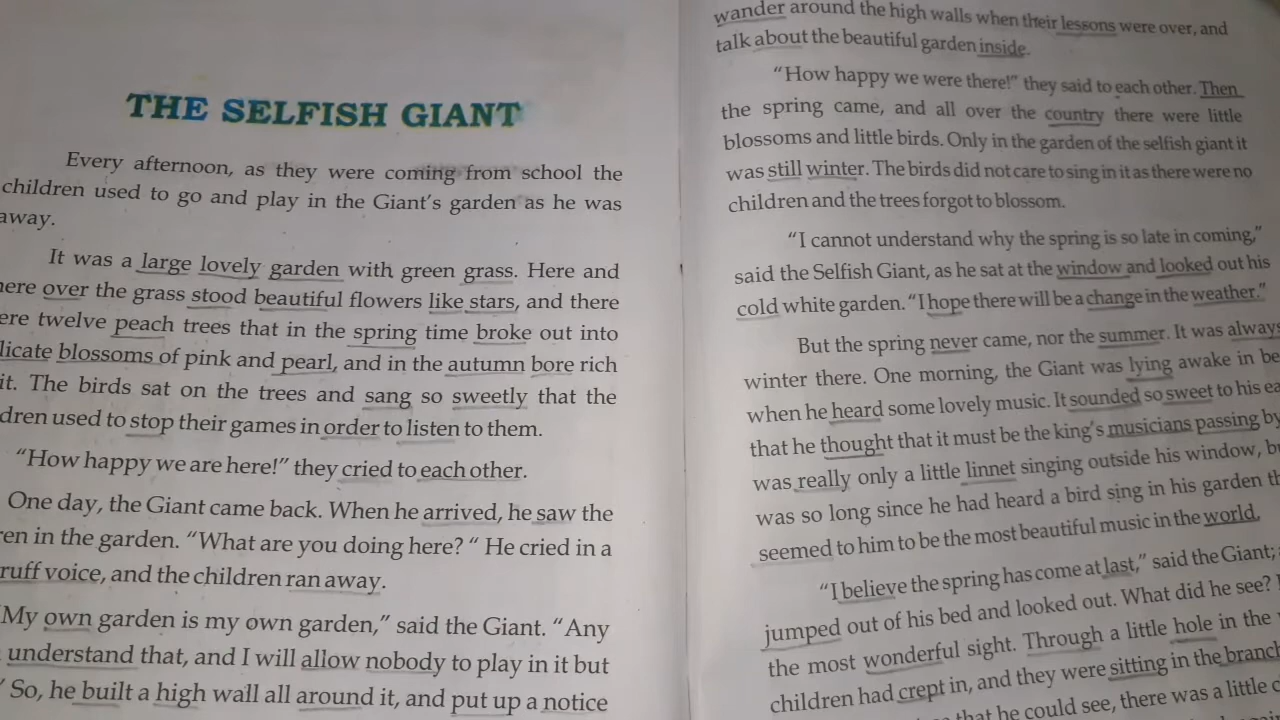 THE SELFISH GIANT
Every afternoon, as they were coming from school the
children used to go and play in the Giant's garden as he was
away.
It was a large lovely garden with green grass. Here and
here over the grass stood beautiful flowers like stars, and there
ere twelve peach trees that in the spring time broke out into
licate blossoms of pink and pearl, and in the autumn bore rich
it. The birds sat on the trees and sang so sweetly that the
dren used to stop their games in order to listen to them.
"How happy we are here!" they cried to each other.
One day, the Giant came back. When he arrived, he saw the
ren in the garden. "What are you doing here? " He cried in a
ruff voice, and the children ran away.
My own garden is my own garden," said the Giant. "Any
understand that, and I will allow nobody to play in it but
" So, he built a high wall all around it, and put up a notice
wander around the high walls when their lessons were over, and
talk about the beautiful garden inside.
"How happy we were there!" they said to each other. Then
the spring came, and all over the country there were little
blossoms and little birds. Only in the garden of the selfish giant it
was still winter. The birds did not care to sing in it as there were no
children and the trees forgot to blossom.
"I cannot understand why the spring is so late in coming,"
said the Selfish Giant, as he sat at the window and looked out his
cold white garden. "I hope there will be a change in the weather."
But the spring never came, nor the summer. It was always
winter there. One morning, the Giant was lying awake in be
when he heard some lovely music. It sounded so sweet to his ea
that he thought that it must be the king's musicians passing by
was really only a little linnet singing outside his window, b
was so long since he had heard a bird sing in his garden th
seemed to him to be the most beautiful music in the world.
"I believe the spring has come at last," said the Giant;
jumped out of his bed and looked out. What did he see?
the most wonderful sight. Through a little hole in the
children had crept in, and they were sitting in the branch
that he could see, there was a little c